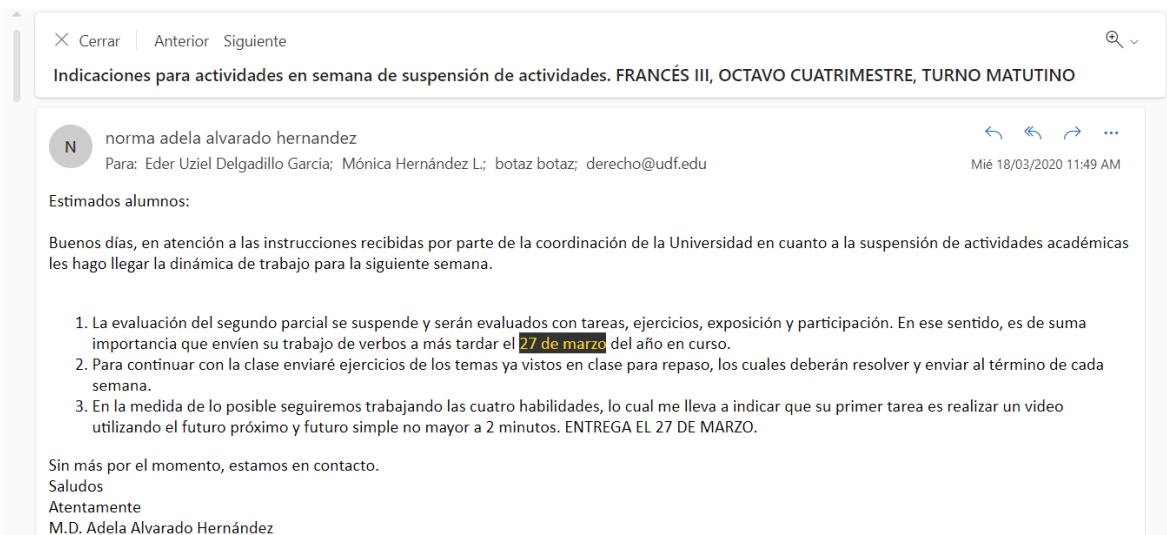 Cerrar Anterior Siguiente
Indicaciones para actividades en semana de suspensión de actividades. FRANCÉS III, OCTAVO CUATRIMESTRE, TURNO MATUTINO
N
norma adela alvarado hernandez
Para: Eder Uziel Delgadillo Garcia; Mónica Hernández L.; botaz botaz; derecho@udf.edu
Mié 18/03/2020 11:49 AM
Estimados alumnos:
Buenos días, en atención a las instrucciones recibidas por parte de la coordinación de la Universidad en cuanto a la suspensión de actividades académicas
les hago llegar la dinámica de trabajo para la siguiente semana.
1. La evaluación del segundo parcial se suspende y serán evaluados con tareas, ejercicios, exposición y participación. En ese sentido, es de suma
importancia que envíen su trabajo de verbos a más tardar el 27 de marzo del año en curso.
2. Para continuar con la clase enviaré ejercicios de los temas ya vistos en clase para repaso, los cuales deberán resolver y enviar al término de cada
semana.
3. En la medida de lo posible seguiremos trabajando las cuatro habilidades, lo cual me lleva a indicar que su primer tarea es realizar un video
utilizando el futuro próximo y futuro simple no mayor a 2 minutos. ENTREGA EL 27 DE MARZO.
Sin más por el momento, estamos en contacto.
Saludos
Atentamente
M.D. Adela Alvarado Hernández